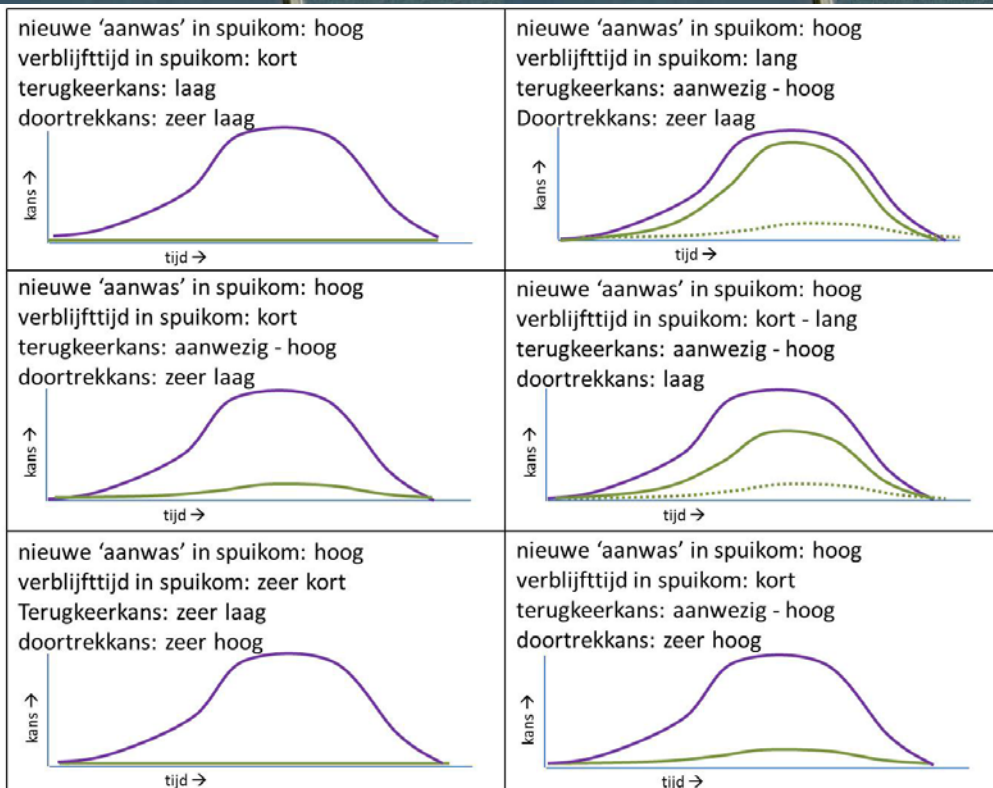 nieuwe ‘aanwas’ in spuikom: hoog
verblijfttijd in spuikom: kort
terugkeerkans: laag
doortrekkans: zeer laag
kans →
tijd →
nieuwe ‘aanwas’ in spuikom: hoog
verblijfttijd in spuikom: lang
terugkeerkans: aanwezig - hoog
Doortrekkans: zeer laag
kans →
tijd →
nieuwe ‘aanwas’ in spuikom: hoog
verblijfttijd in spuikom: kort
terugkeerkans: aanwezig - hoog
doortrekkans: zeer laag
kans →
tijd →
nieuwe ‘aanwas’ in spuikom: hoog
verblijfttijd in spuikom: kort - lang
terugkeerkans: aanwezig - hoog
doortrekkans: laag
kans →
tijd →
nieuwe ‘aanwas’ in spuikom: hoog
verblijfttijd in spuikom: zeer kort
Terugkeerkans: zeer laag
doortrekkans: zeer hoog
kans →
tijd →
nieuwe ‘aanwas’ in spuikom: hoog
verblijfttijd in spuikom: kort
terugkeerkans: aanwezig - hoog
doortrekkans: zeer hoog
kans →
tijd →